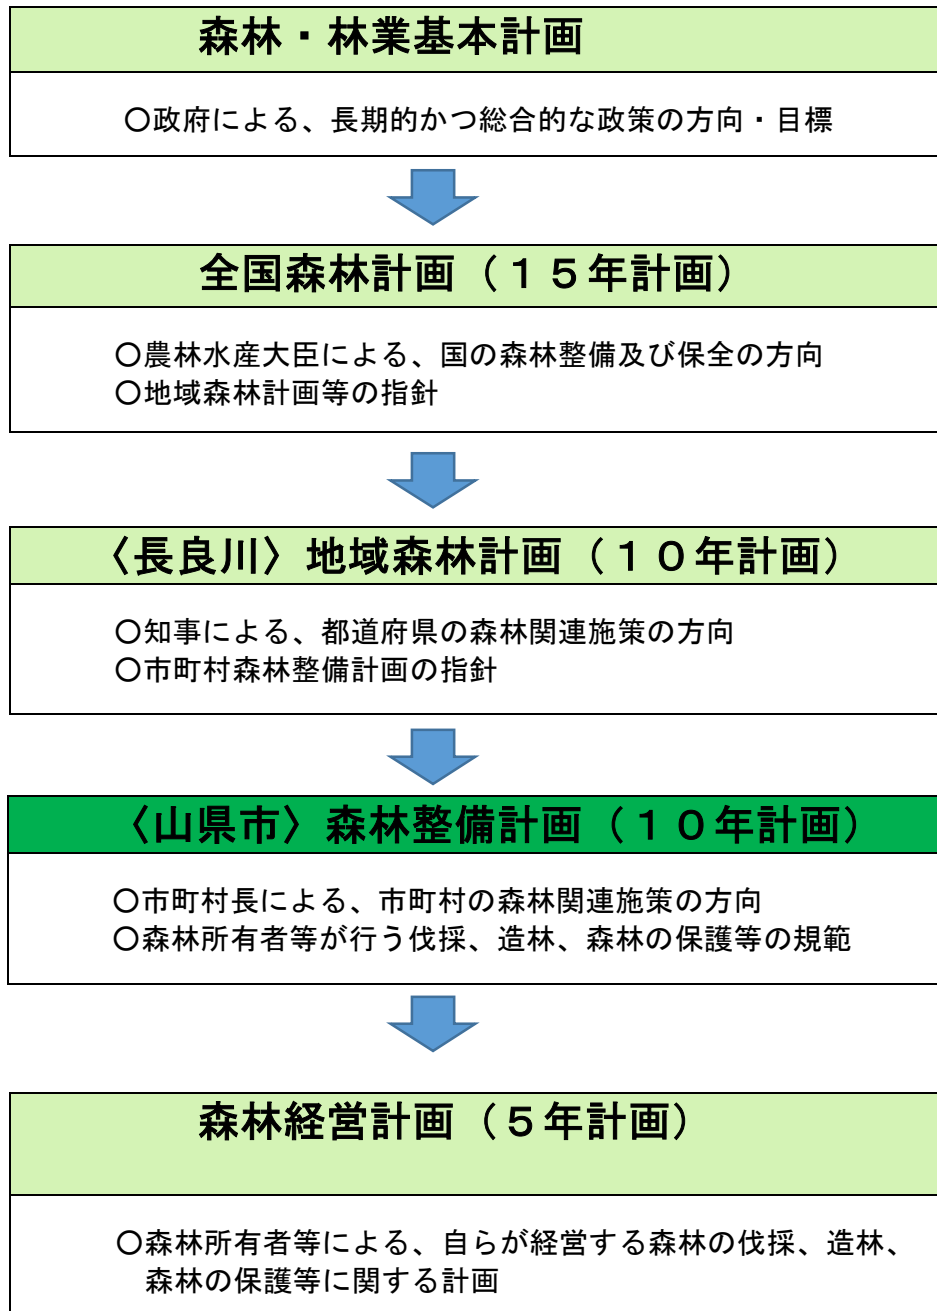 森林・林業基本計画
〇政府による、長期的かつ総合的な政策の方向・目標
全国森林計画（１５年計画）
〇農林水産大臣による、国の森林整備及び保全の方向
〇地域森林計画等の指針
〈長良川〉地域森林計画（１０年計画）
〇知事による、都道府県の森林関連施策の方向
〇市町村森林整備計画の指針
〈山県市〉森林整備計画（１０年計画）
〇市町村長による、市町村の森林関連施策の方向
〇森林所有者等が行う伐採、造林、森林の保護等の規範
森林経営計画（５年計画）
〇森林所有者等による、自らが経営する森林の伐採、造林、
森林の保護等に関する計画